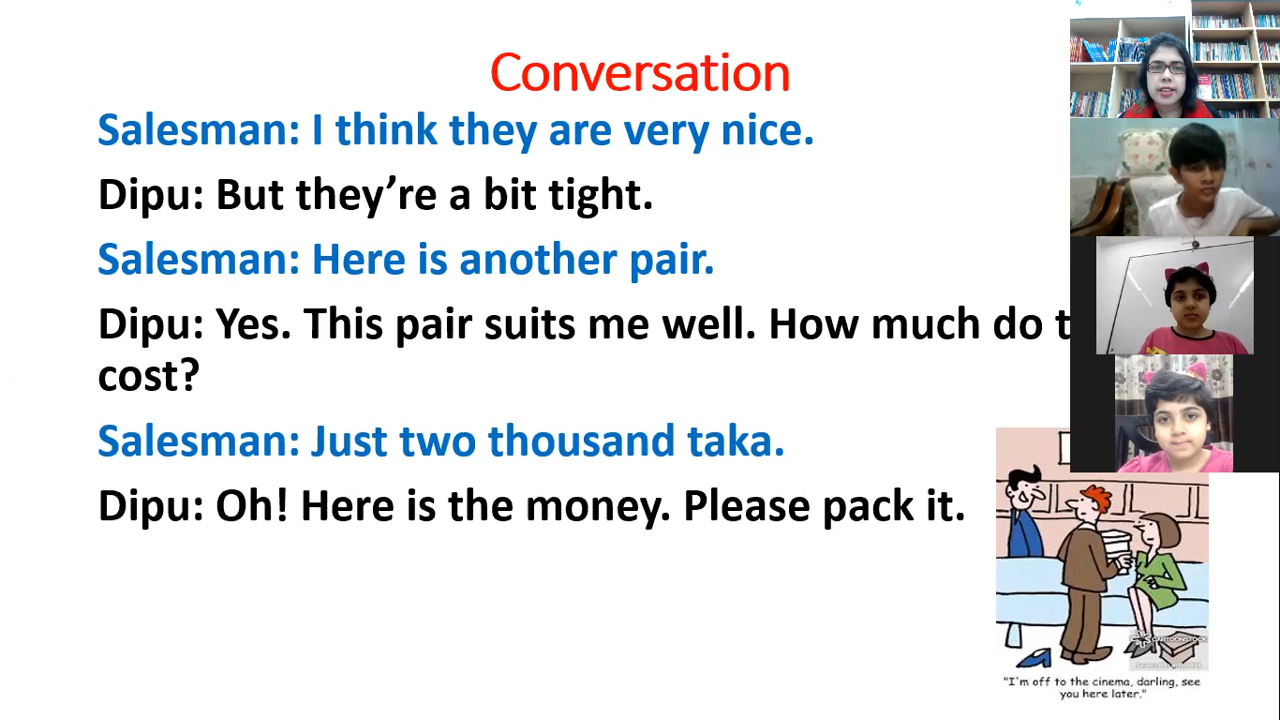 Conversation
Salesman: I think they are very nice.
Dipu: But they’re a bit tight.
Salesman: Here is another pair.
Dipu: Yes. This pair suits me well. How much do
cost?
Salesman: Just two thousand taka.
Dipu: Oh! Here is the money. Please pack it.
CARTOONSTOCK
"I'm off to the cinema, darling, see
you here later."